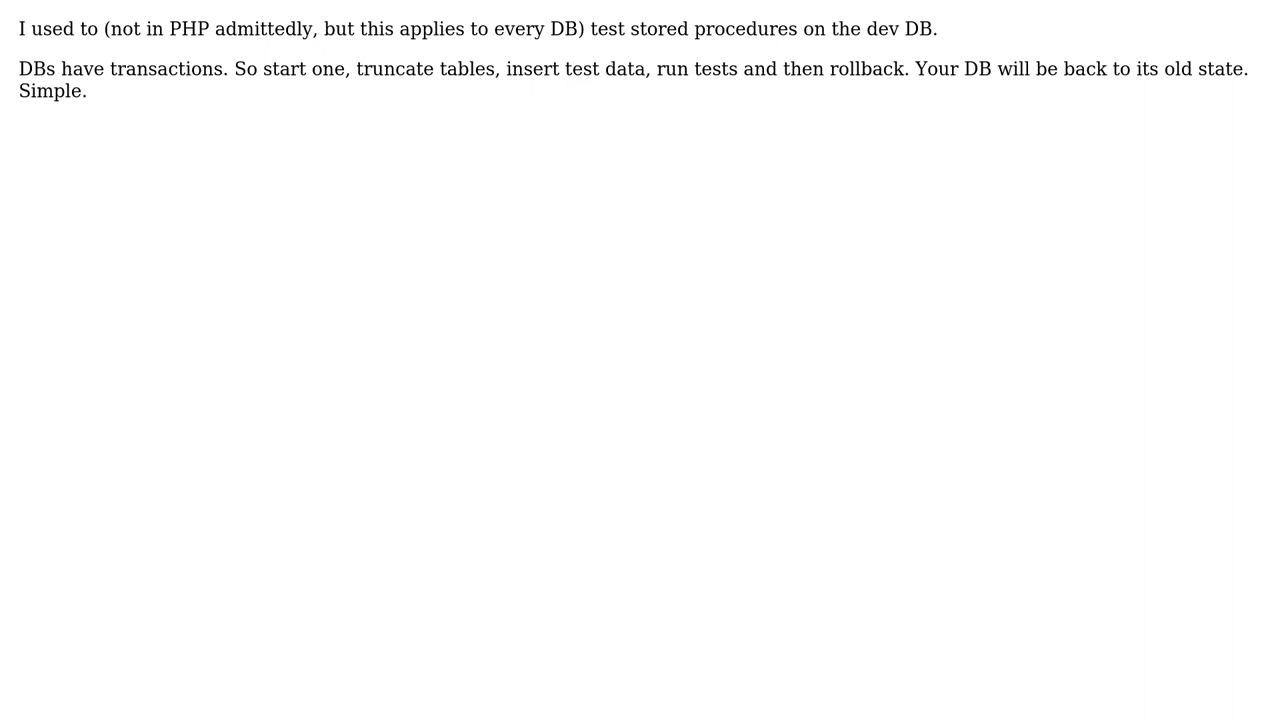 I used to (not in PHP admittedly, but this applies to every DB) test stored procedures on the dev DB.
DBs have transactions. So start one, truncate tables, insert test data, run tests and then rollback. Your DB will be back to its old state.
Simple.